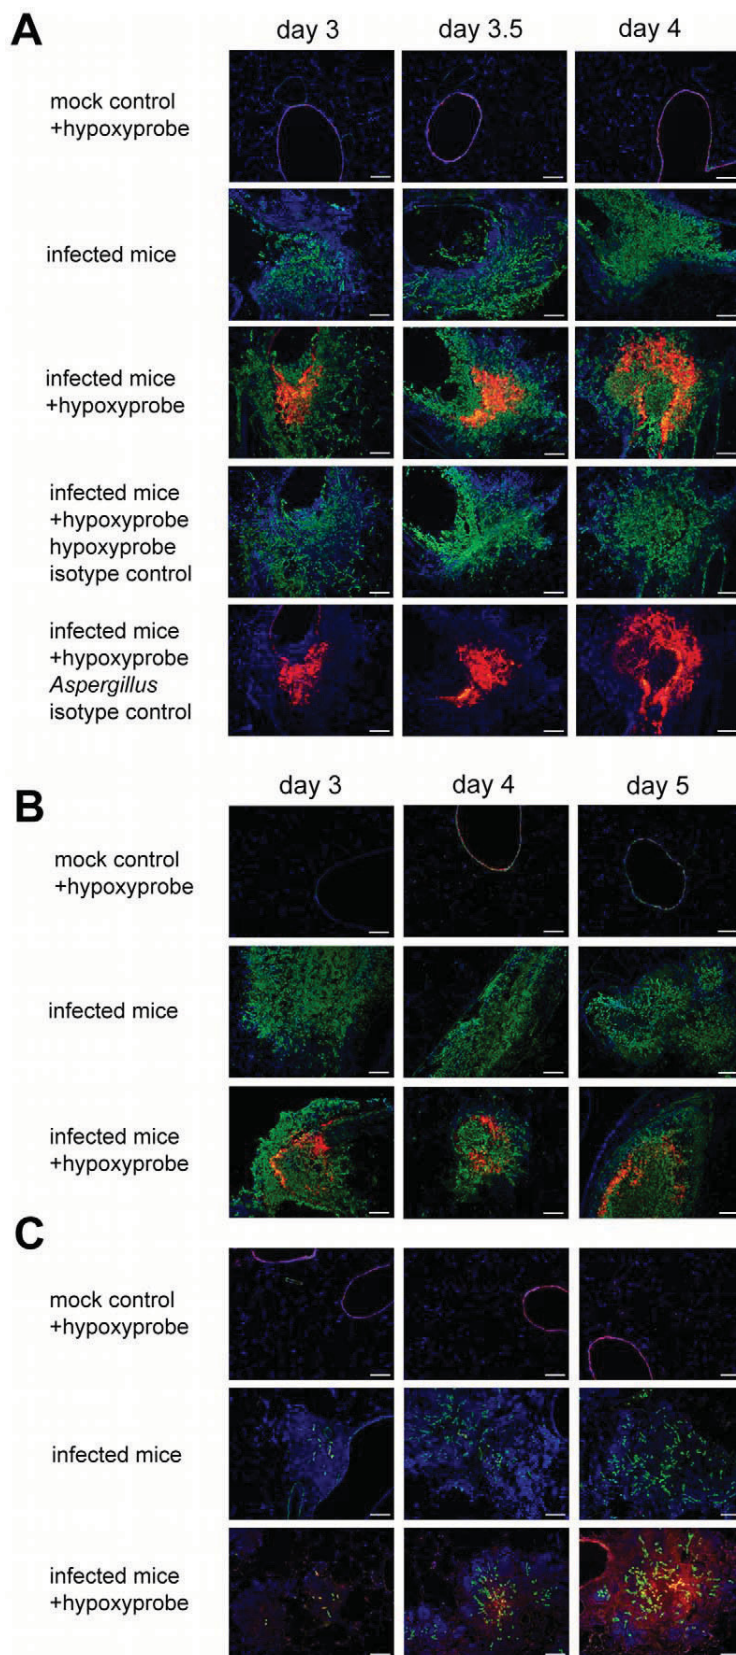 A
day 3 day 3.5 day 4
mock control
+hypoxyprobe
infected mice
infected mice
+hypoxyprobe
infected mice
+hypoxyprobe
hypoxyprobe
isotype control
infected mice
+hypoxyprobe
Aspergillus
isotype control
B
day 3 day 4 day 5
mock control
+hypoxyprobe
infected mice
infected mice
+hypoxyprobe
C
mock control
+hypoxyprobe
infected mice
infected mice
+hypoxyprobe